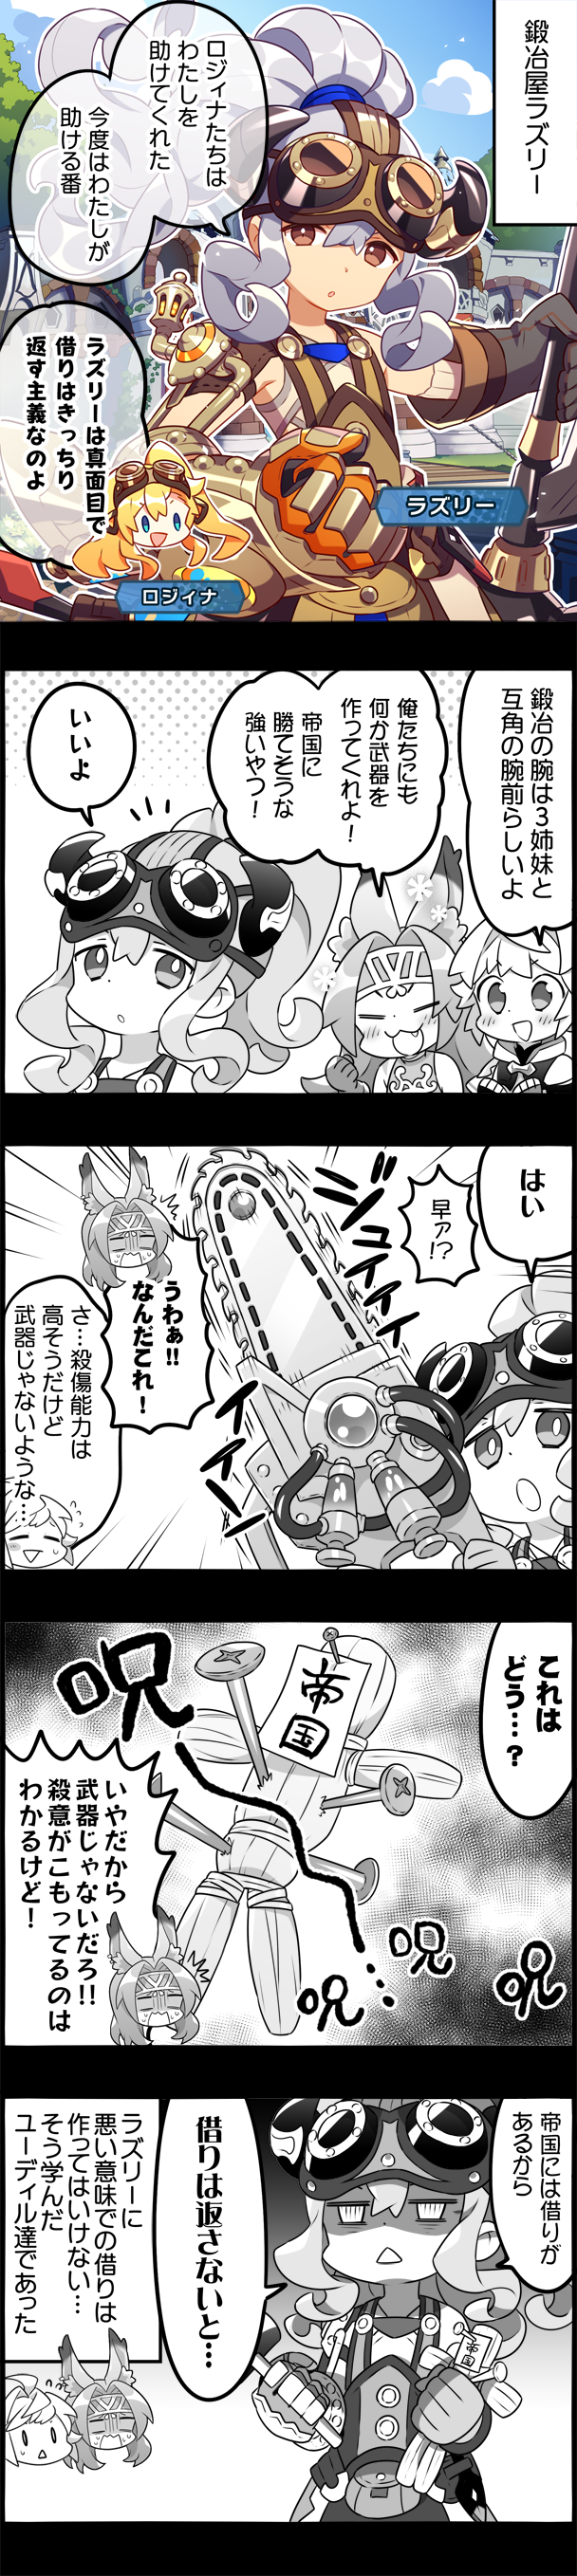 鍛冶屋ラズリー
ロジィナたちは
わたしを
助けてくれた
今度はわたしが
助ける番
ラズリーは真面目で
借りはきっちり
返す主義なのよ
ラズリー
ロジィナ
鍛冶の腕は3姉妹と
互角の腕前らしいよ
俺たちにも
何か武器を
作ってくれよ！
帝国に
勝てそうな
強いやつ！
いいよ
はい
早ァ!?
ジュイイイ
イイーン
うわぁ!!
なんだこれ！
さ…殺傷能力は
高そうだけど
武器じゃないような…
これは
どう…？
帝国
呪
呪
呪
呪
いやだから
武器じゃないだろ!!
殺意がこもってるのは
わかるけど！
帝国には借りが
あるから
借りは返さないと…
帝国
ラズリーに
悪い意味での借りは
作ってはいけない…
そう学んだ
ユーディル達であった